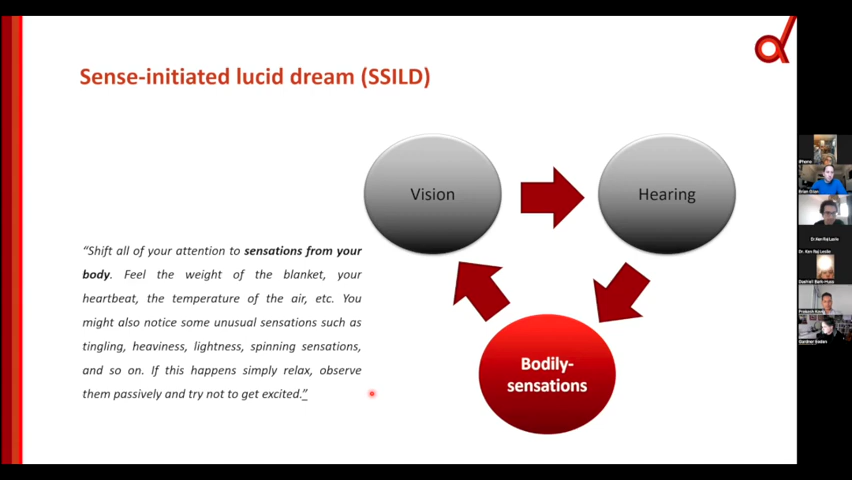 Sense-initiated lucid dream (SSILD)
Vision
Hearing
“Shift all of your attention to sensations from your
body. Feel the weight of the blanket, your
heartbeat, the temperature of the air, etc. You
might also notice some unusual sensations such as
tingling, heaviness, lightness, spinning sensations,
and so on. If this happens simply relax, observe
them passively and try not to get excited.”
Bodily-
sensations
iPhone